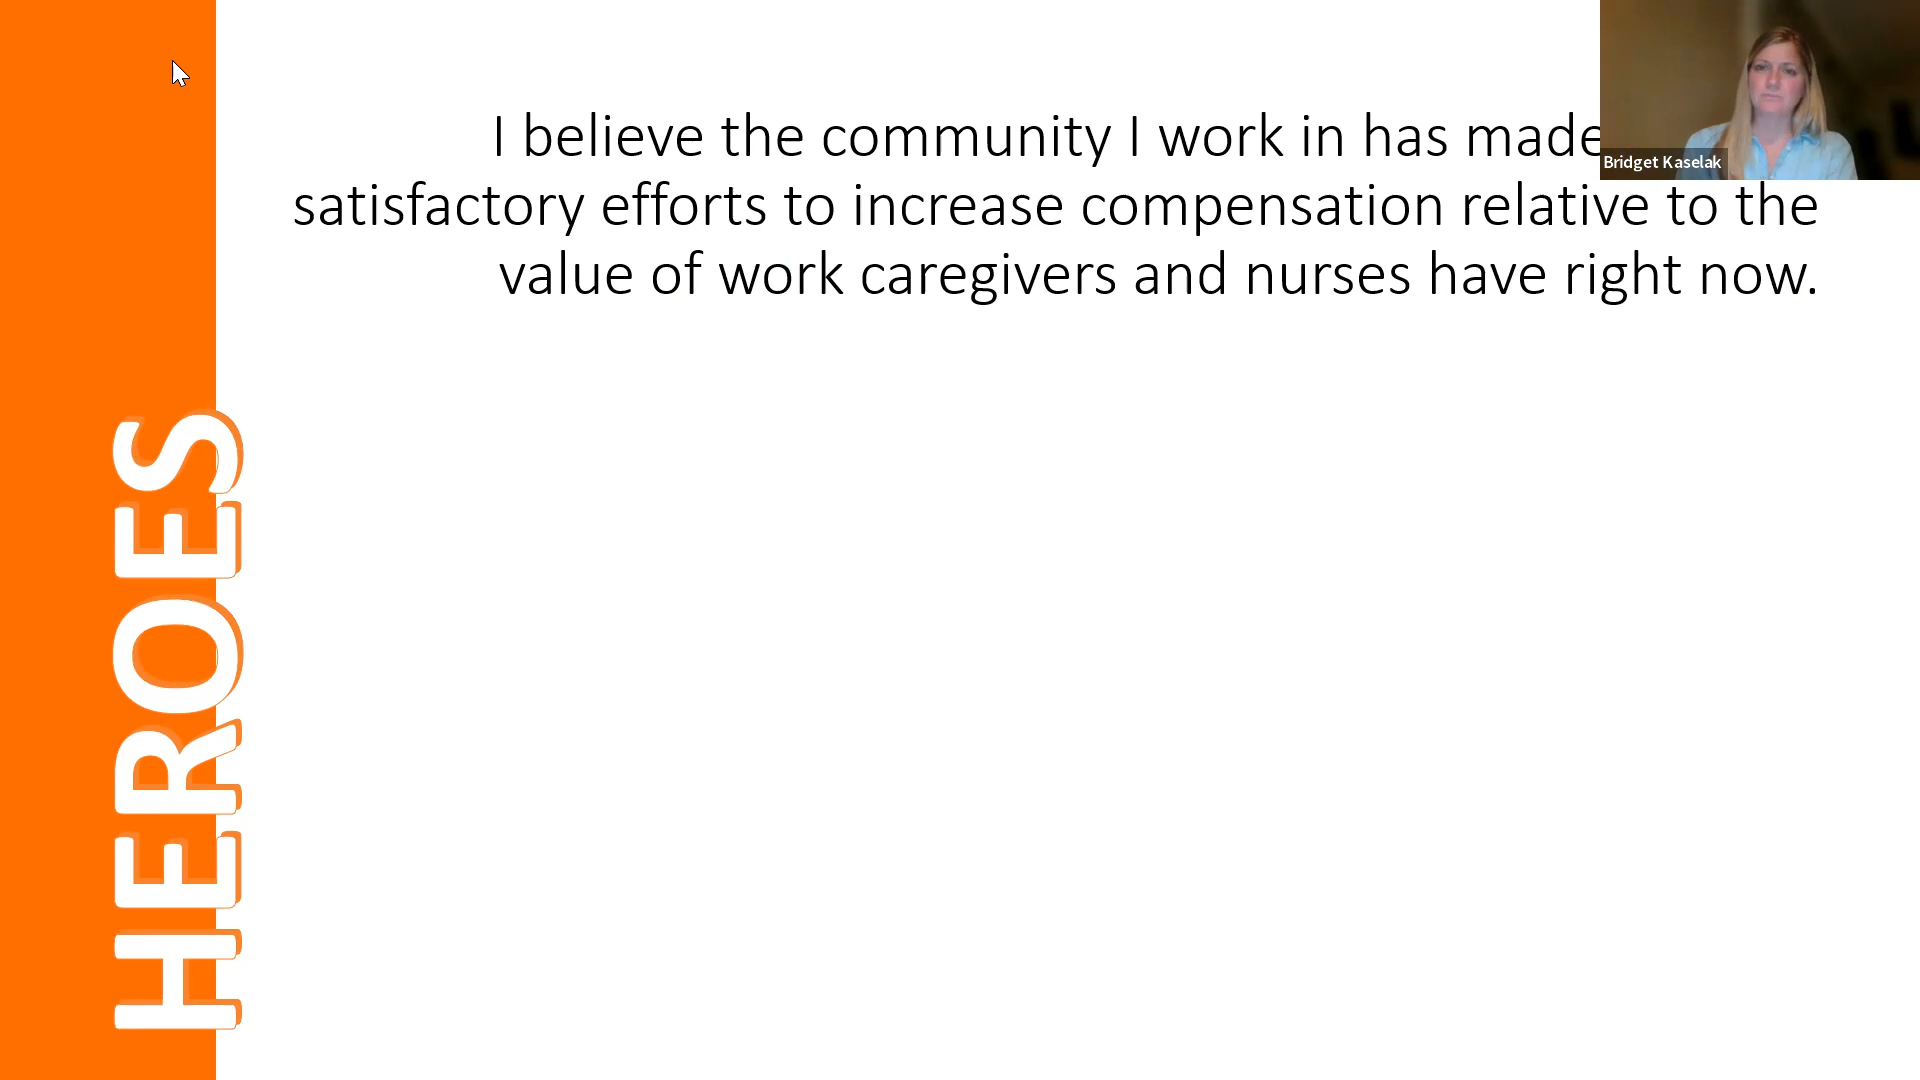 I believe the community I work in has made
satisfactory efforts to increase compensation relative to the
value of work caregivers and nurses have right now.
HEROES
Bridget Kaselak